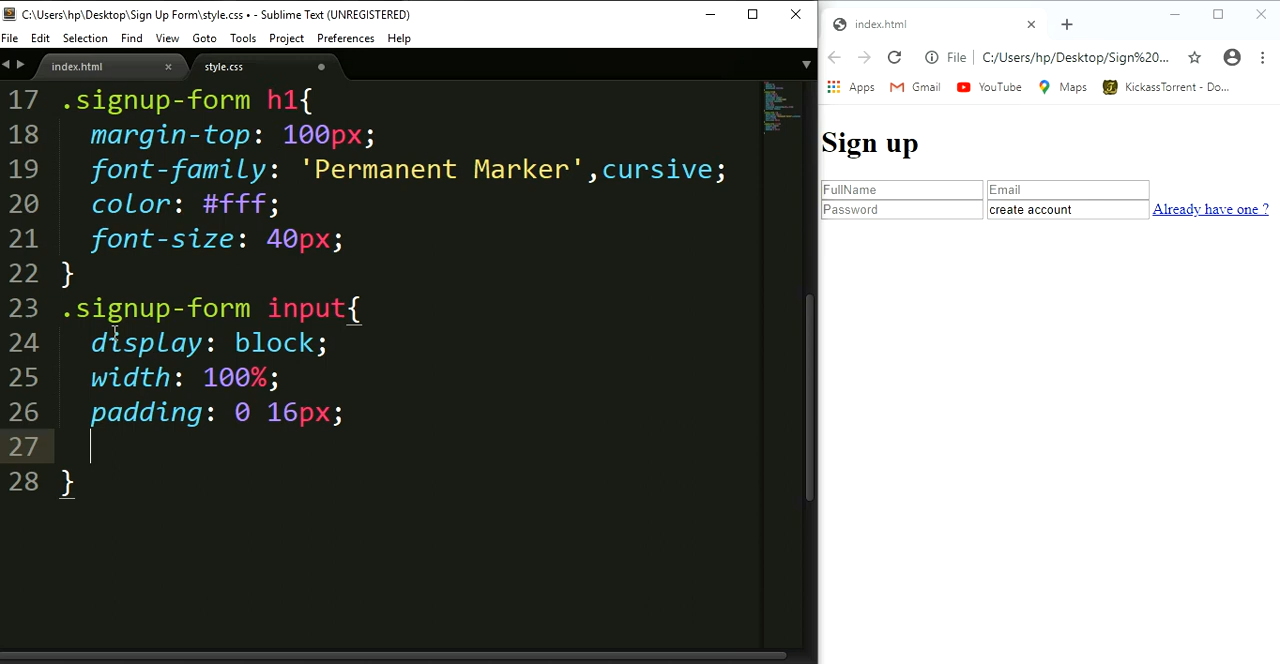 C:\Users\hp\Desktop\Sign Up Form\style.css • - Sublime Text (UNREGISTERED)
File Edit Selection Find View Goto Tools Project Preferences Help
index.html × style.css
17 .signup-form h1{
18 margin-top: 100px;
19 font-family: 'Permanent Marker',cursive;
20 color: #fff;
21 font-size: 40px;
22 }
23 .signup-form input{
24 display: block;
25 width: 100%;
26 padding: 0 16px;
27
28 }
index.html
File C:/Users/hp/Desktop/Sign%20...
Apps Gmail YouTube Maps KickassTorrent - Do...
Sign up
FullName Email
Password create account Already have one ?